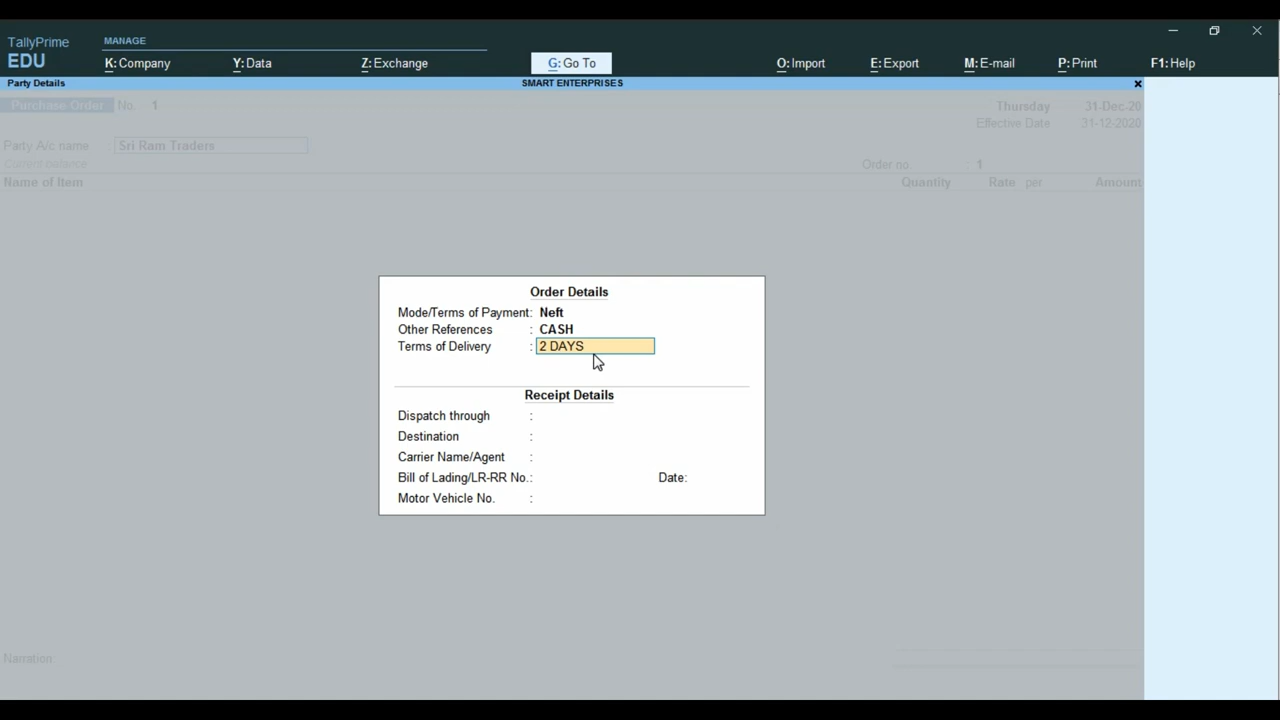 TallyPrime
EDU
MANAGE
K: Company
Y: Data
Z: Exchange
G: Go To
O: Import
E: Export
M: E-mail
P: Print
F1: Help
Party Details
SMART ENTERPRISES
Purchase Order No. 1
Thursday 31-Dec-20
Effective Date 31-12-2020
Party A/c name : Sri Ram Traders
Current balance
Order no. : 1
Name of Item Quantity Rate per Amount
Order Details
Mode/Terms of Payment: Neft
Other References : CASH
Terms of Delivery : 2 DAYS
Receipt Details
Dispatch through :
Destination :
Carrier Name/Agent :
Bill of Lading/LR-RR No.: Date:
Motor Vehicle No. :
Narration